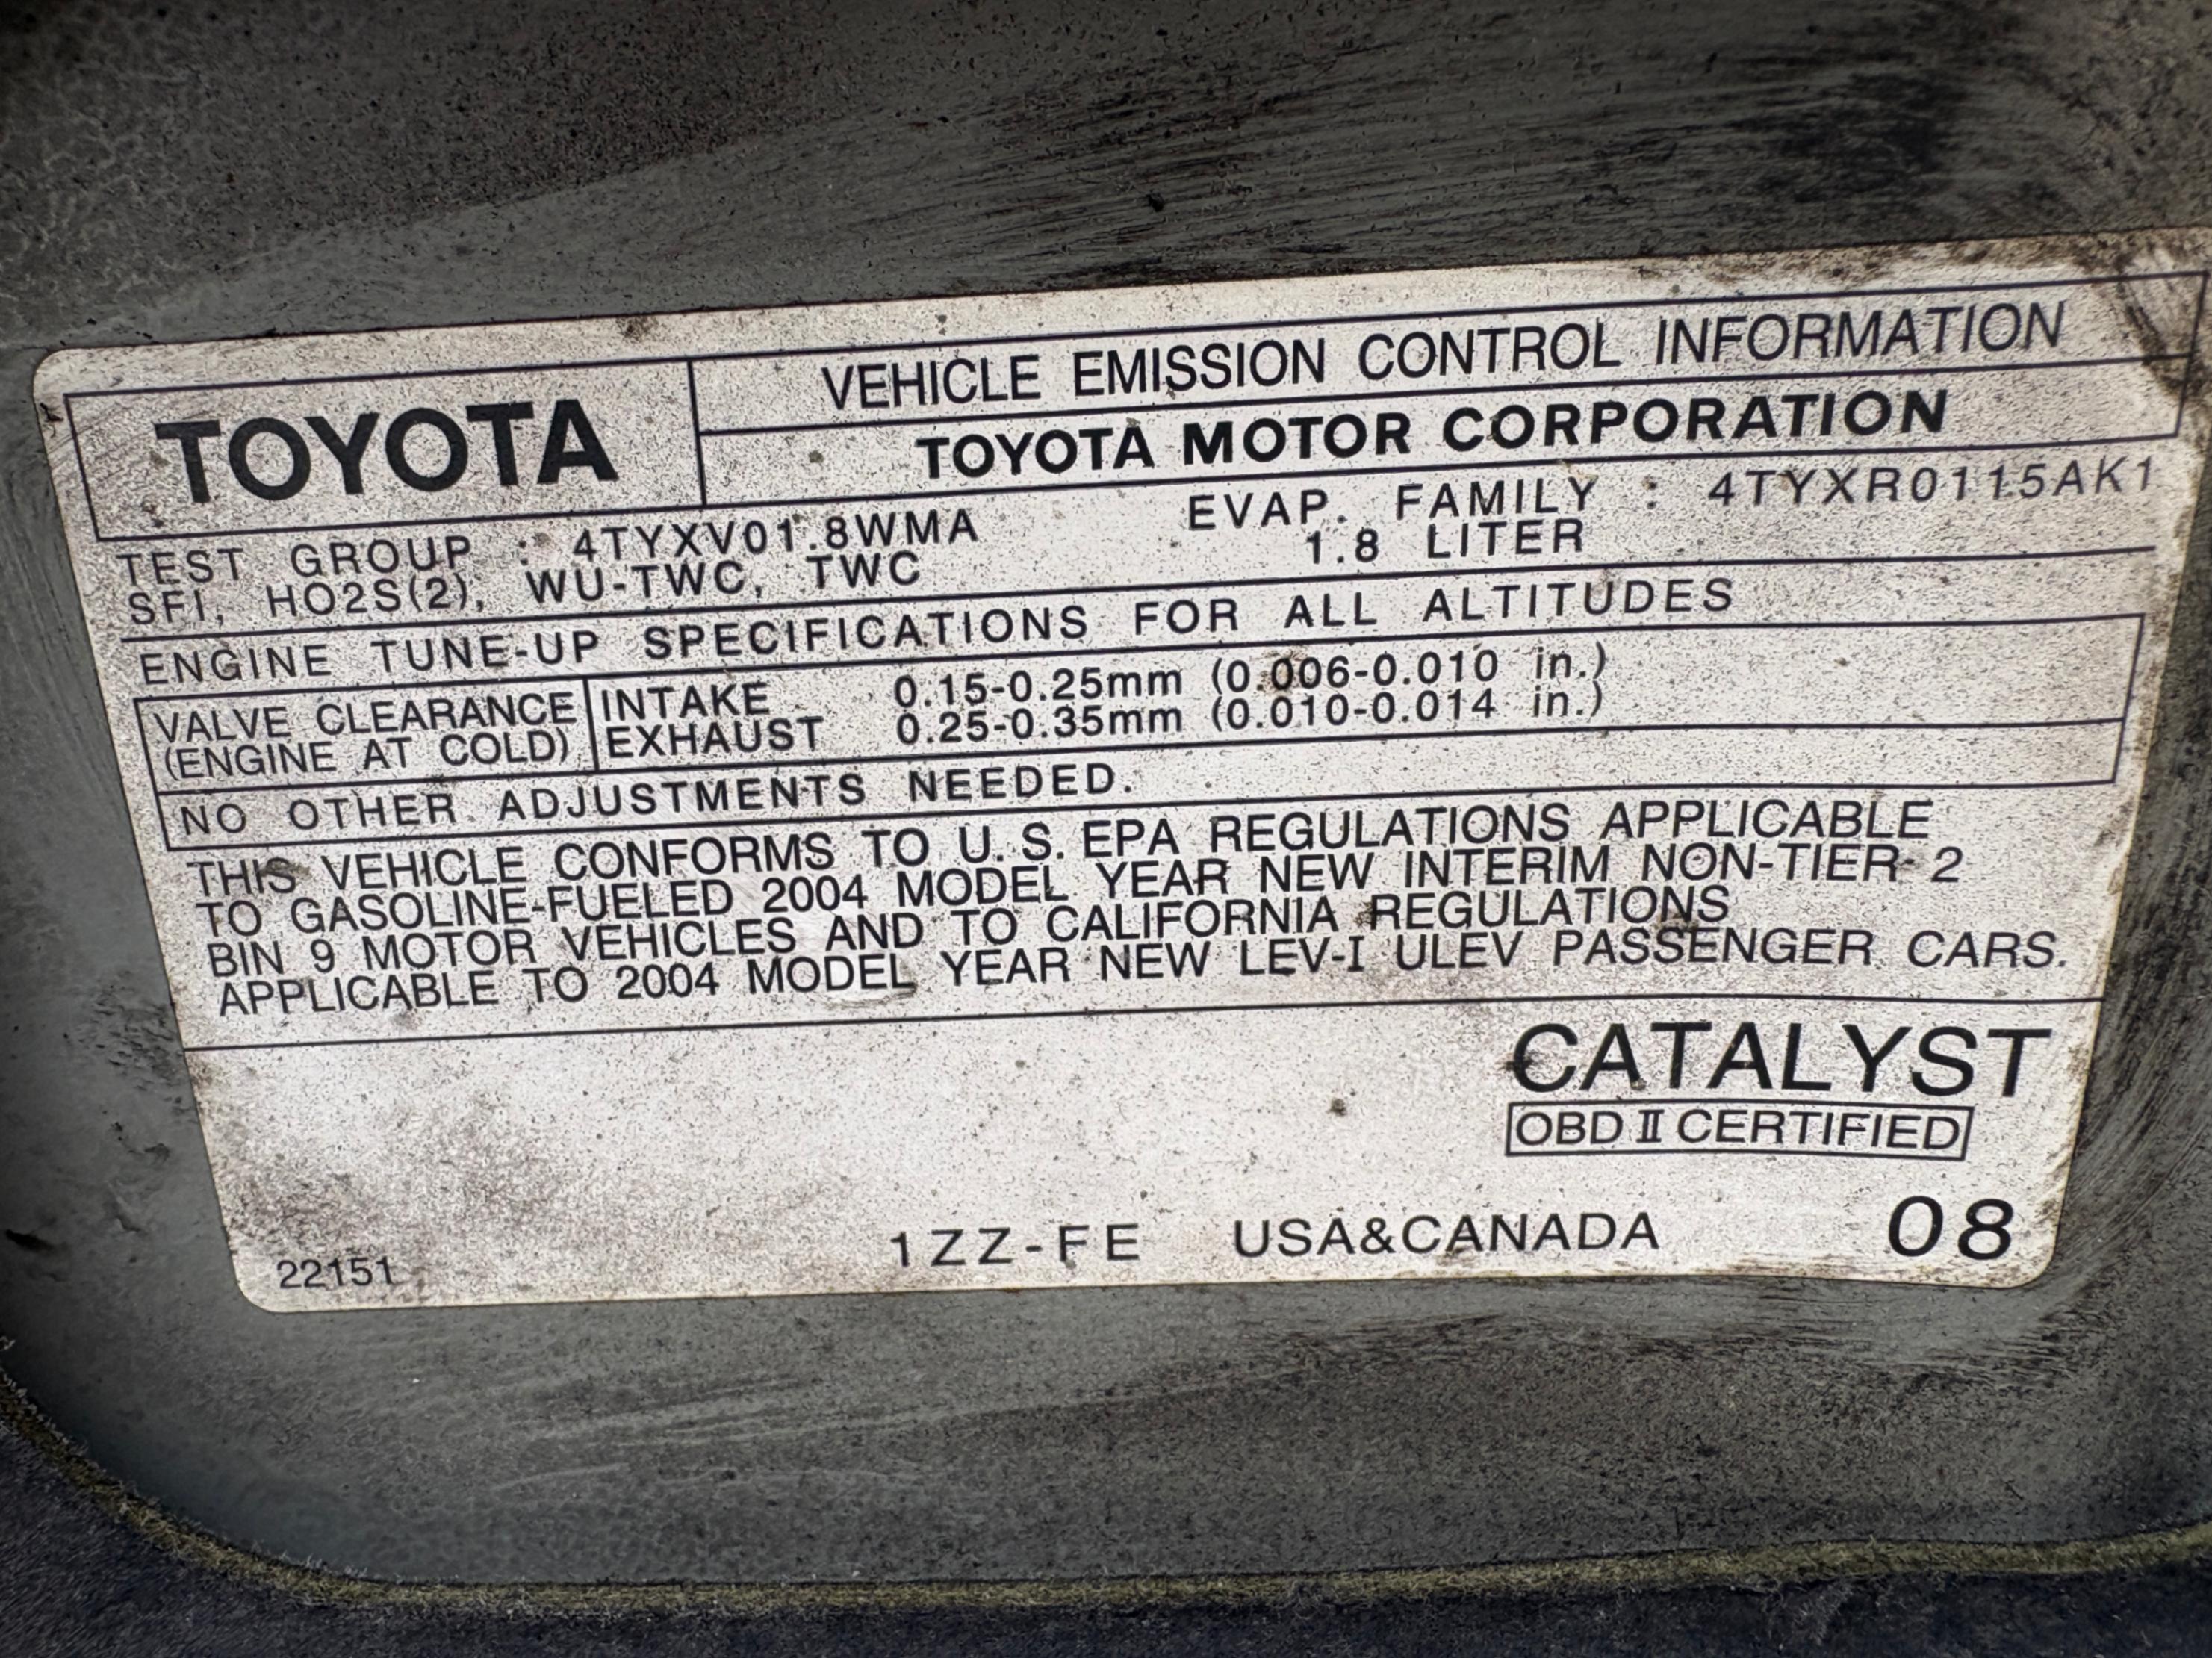 TOYOTA
VEHICLE EMISSION CONTROL INFORMATION
TOYOTA MOTOR CORPORATION
TEST GROUP : 4TYXV01.8WMA EVAP. FAMILY : 4TYXR0115AK1
SFI, HO2S(2), WU-TWC, TWC 1.8 LITER
ENGINE TUNE-UP SPECIFICATIONS FOR ALL ALTITUDES
VALVE CLEARANCE INTAKE 0.15-0.25mm (0.006-0.010 in.)
(ENGINE AT COLD) EXHAUST 0.25-0.35mm (0.010-0.014 in.)
NO OTHER ADJUSTMENTS NEEDED.
THIS VEHICLE CONFORMS TO U.S. EPA REGULATIONS APPLICABLE
TO GASOLINE-FUELED 2004 MODEL YEAR NEW INTERIM NON-TIER 2
BIN 9 MOTOR VEHICLES AND TO CALIFORNIA REGULATIONS
APPLICABLE TO 2004 MODEL YEAR NEW LEV-I ULEV PASSENGER CARS.
CATALYST
OBD II CERTIFIED
22151 1ZZ-FE USA&CANADA 08